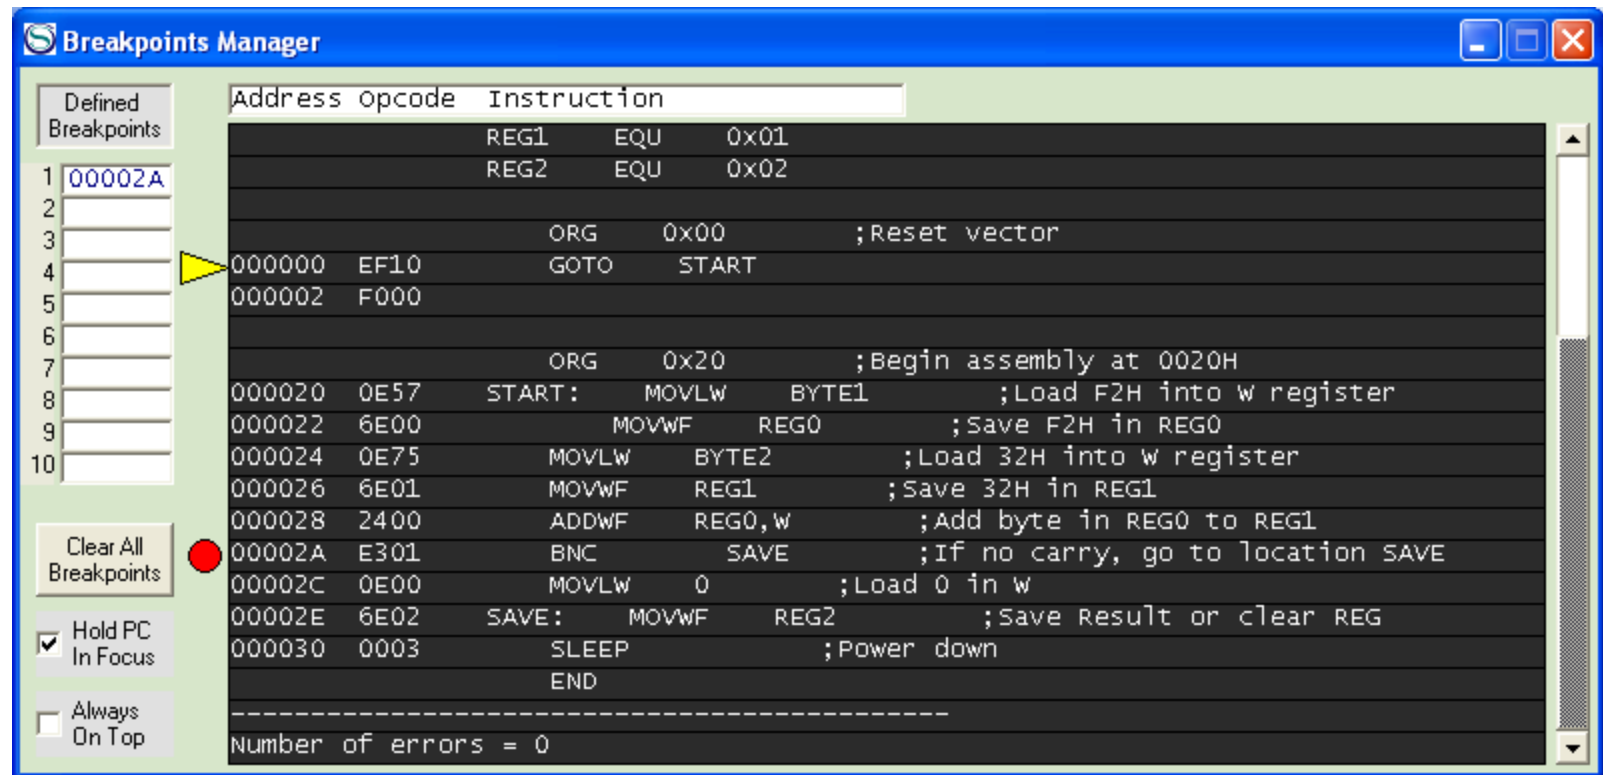 Breakpoints Manager
Defined
Breakpoints
1 00002A
2
3
4
5
6
7
8
9
10
Clear All
Breakpoints
Hold PC
In Focus
Always
On Top
Address Opcode Instruction
REG1 EQU 0x01
REG2 EQU 0x02
ORG 0x00 ;Reset vector
000000 EF10 GOTO START
000002 F000
ORG 0x20 ;Begin assembly at 0020H
000020 0E57 START: MOVLW BYTE1 ;Load F2H into W register
000022 6E00 MOVWF REG0 ;Save F2H in REG0
000024 0E75 MOVLW BYTE2 ;Load 32H into W register
000026 6E01 MOVWF REG1 ;Save 32H in REG1
000028 2400 ADDWF REG0,W ;Add byte in REG0 to REG1
00002A E301 BNC SAVE ;If no carry, go to location SAVE
00002C 0E00 MOVLW 0 ;Load 0 in W
00002E 6E02 SAVE: MOVWF REG2 ;Save Result or clear REG
000030 0003 SLEEP ;Power down
END
---------------------------------------------
Number of errors = 0